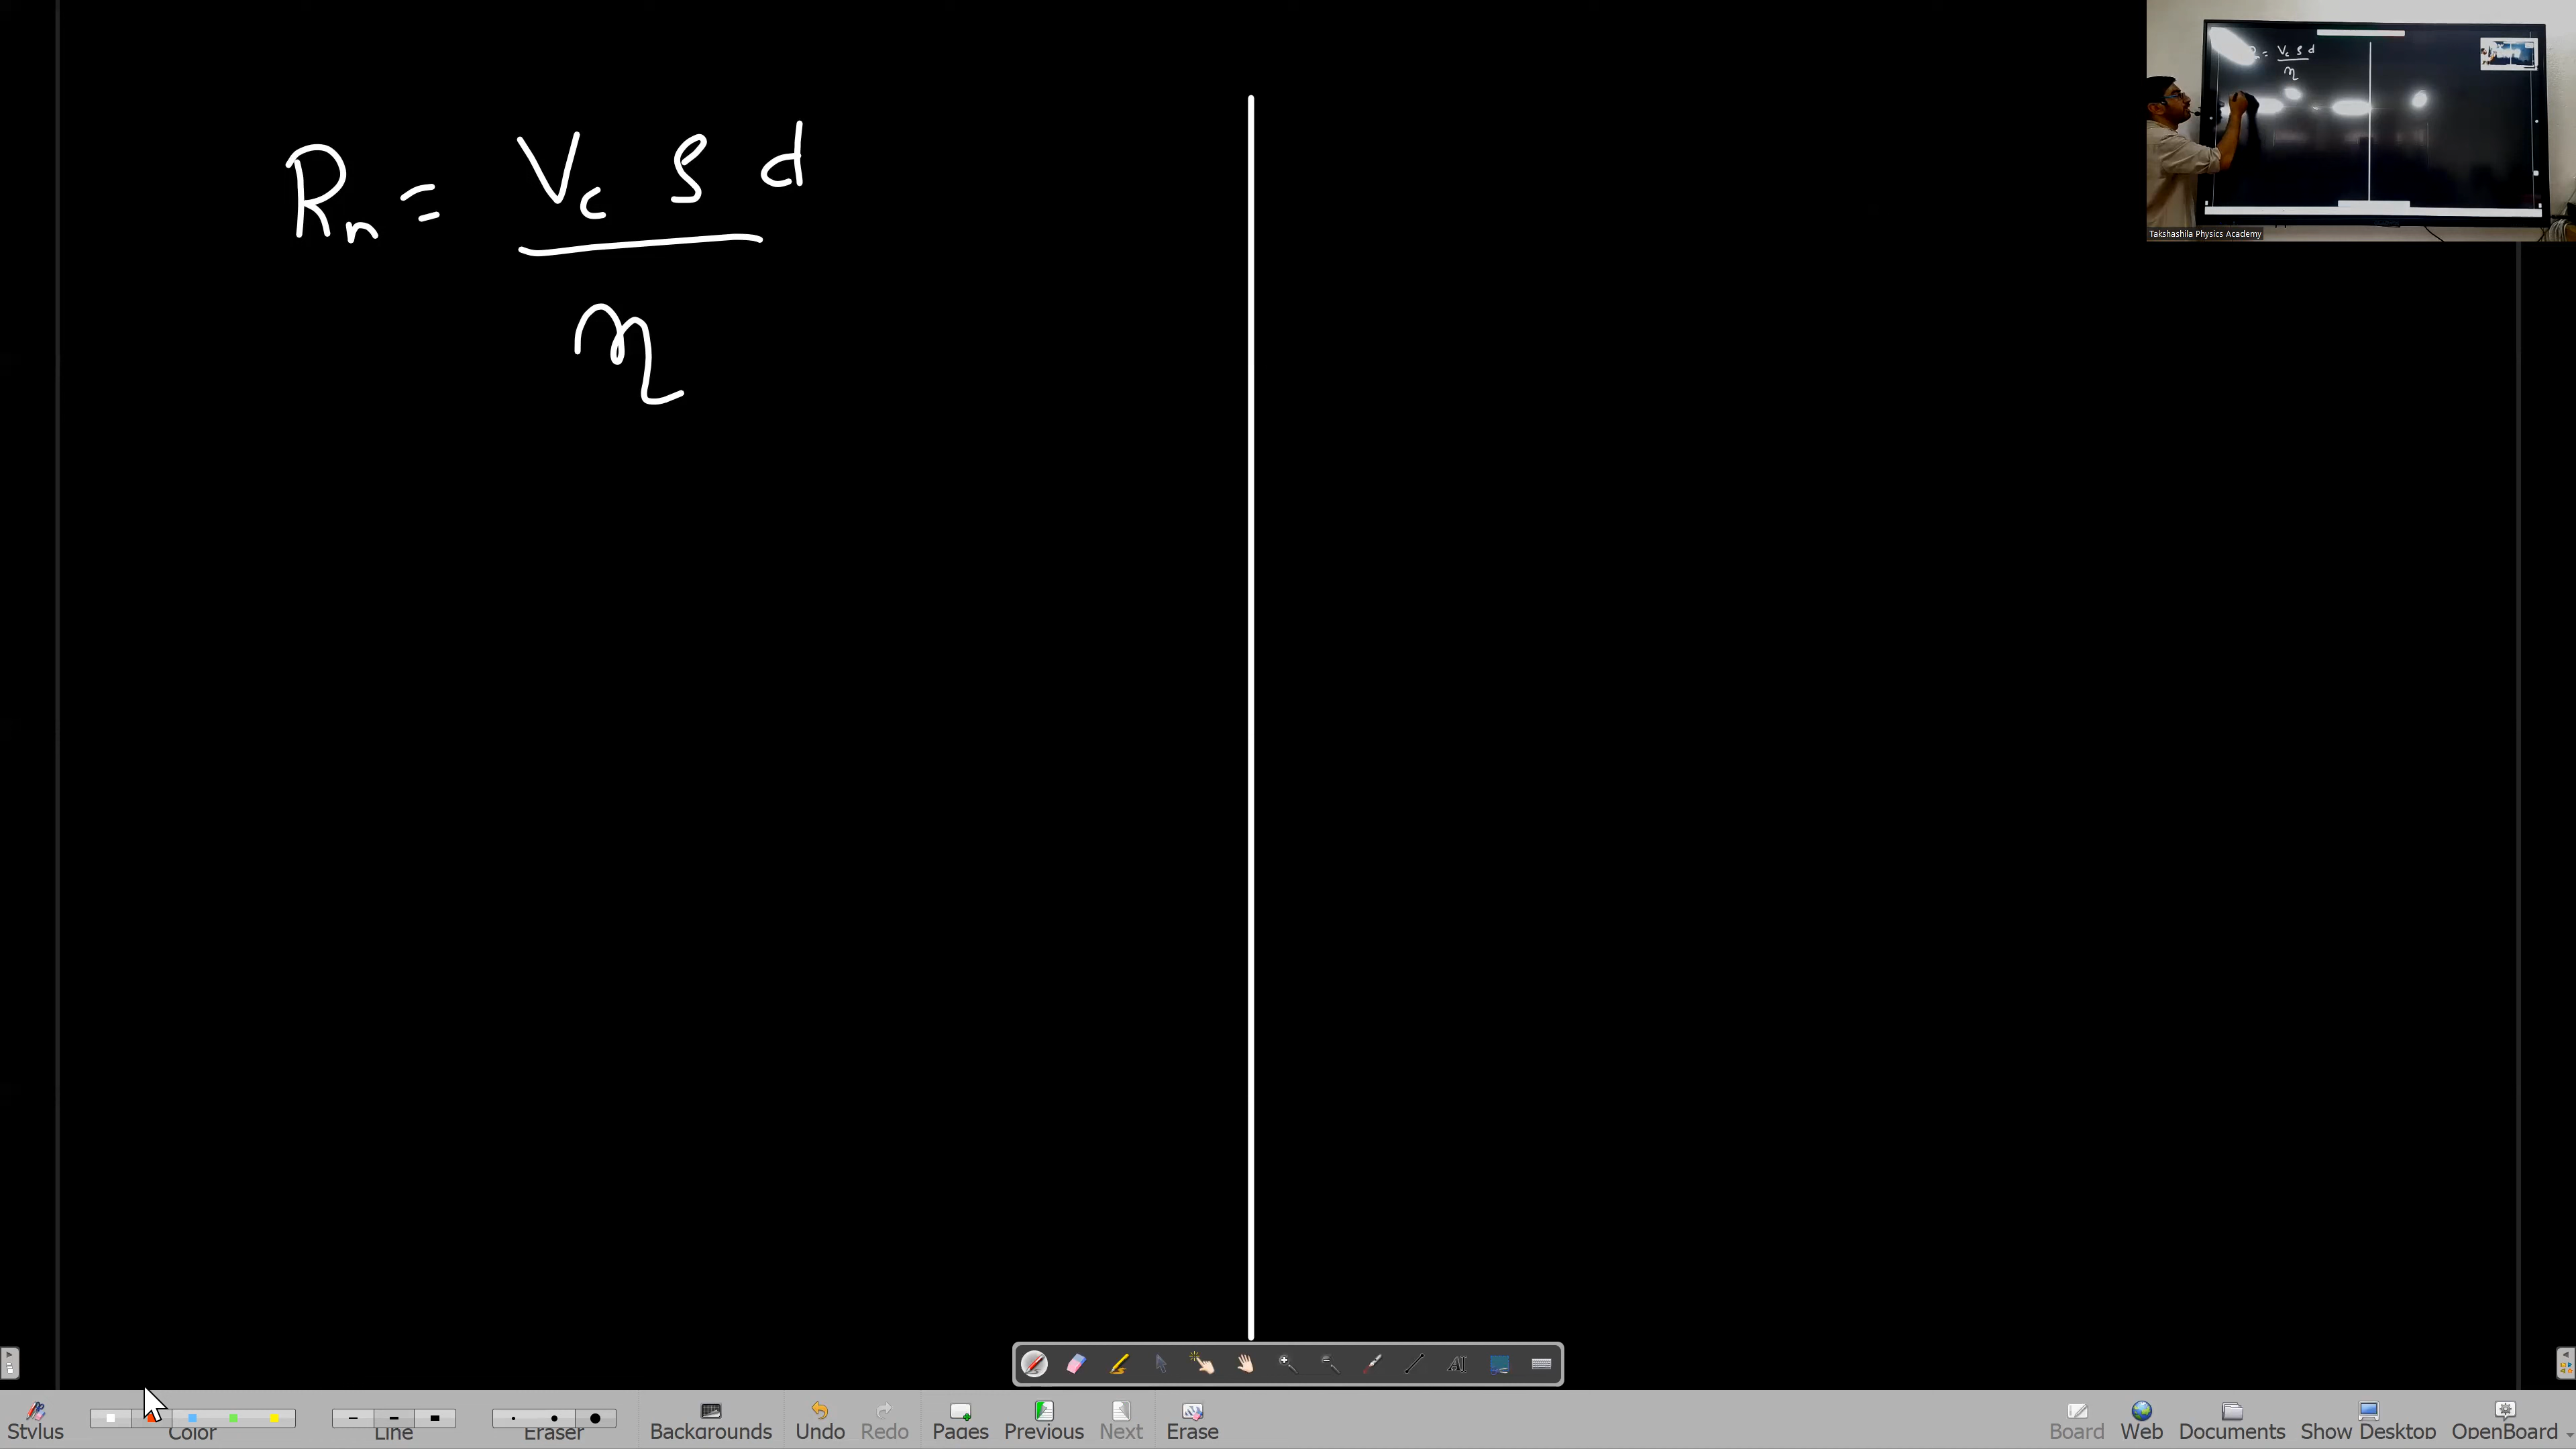 Rn = Vc ρ d
η
Takshashila Physics Academy
Stylus Color Line Eraser Backgrounds Undo Redo Pages Previous Next Erase Board Web Documents Show Desktop OpenBoard